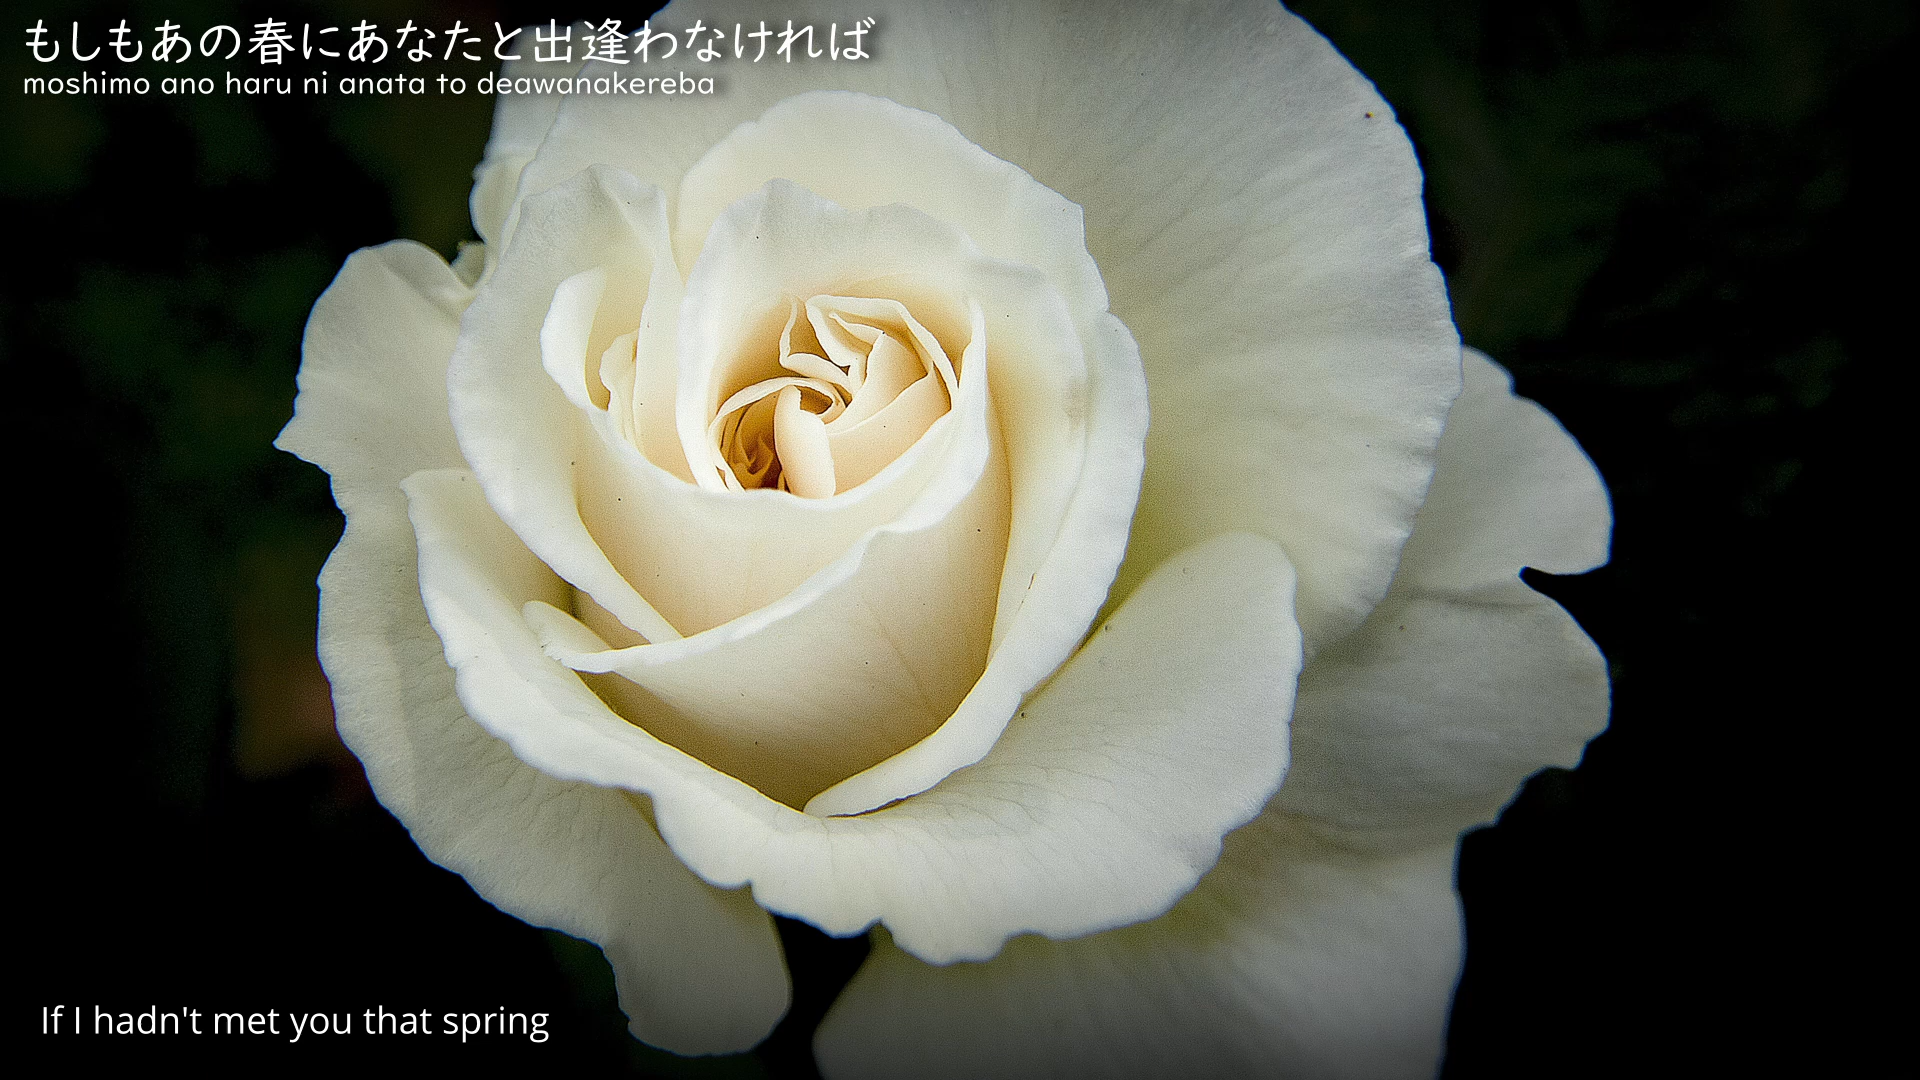 もしもあの春にあなたと出逢わなければ
moshimo ano haru ni anata to deawanakereba
If I hadn't met you that spring